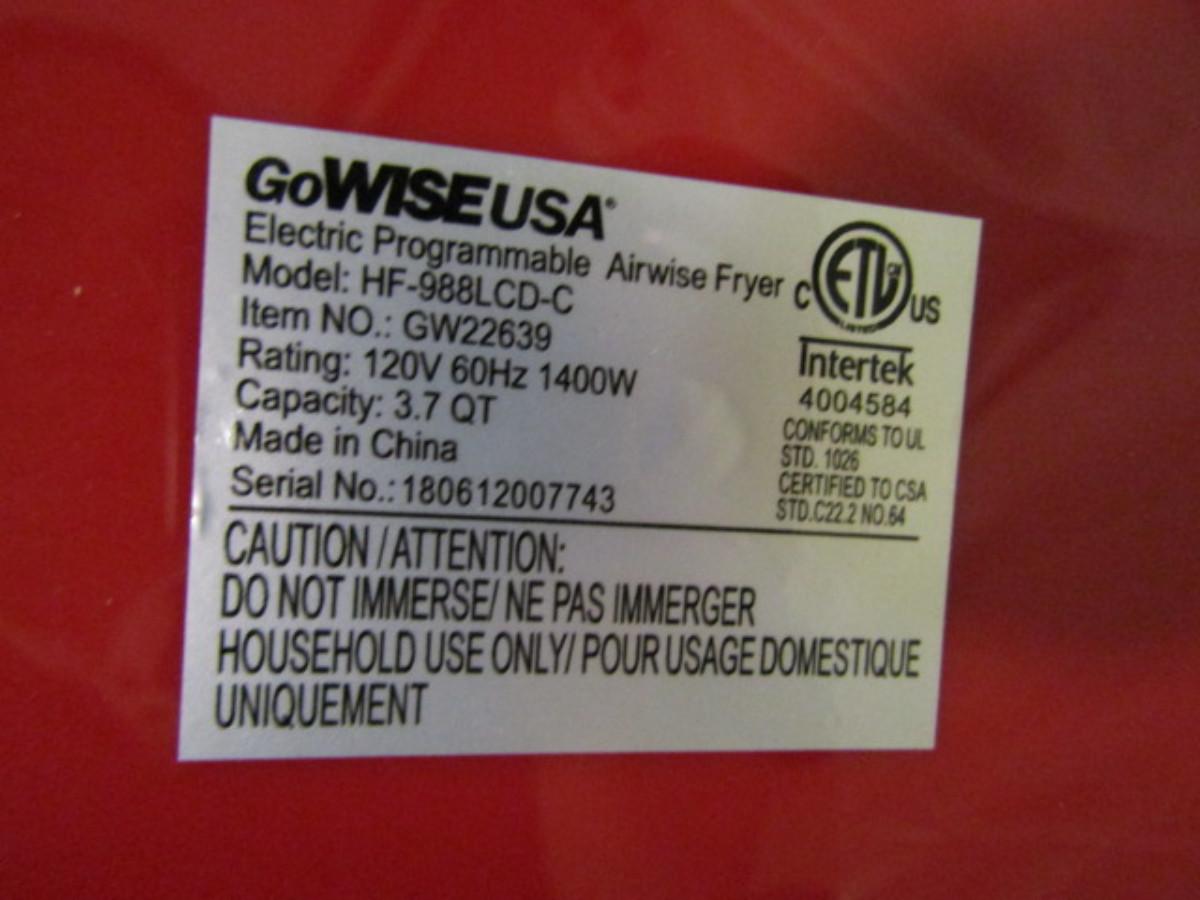 GoWISEUSA®
Electric Programmable Airwise Fryer
Model: HF-988LCD-C
Item NO.: GW22639
Rating: 120V 60Hz 1400W
Capacity: 3.7 QT
Made in China
Serial No.: 180612007743
C ETL US
LISTED
Intertek
4004584
CONFORMS TO UL
STD. 1026
CERTIFIED TO CSA
STD.C22.2 NO.64
CAUTION / ATTENTION:
DO NOT IMMERSE/ NE PAS IMMERGER
HOUSEHOLD USE ONLY/ POUR USAGE DOMESTIQUE
UNIQUEMENT